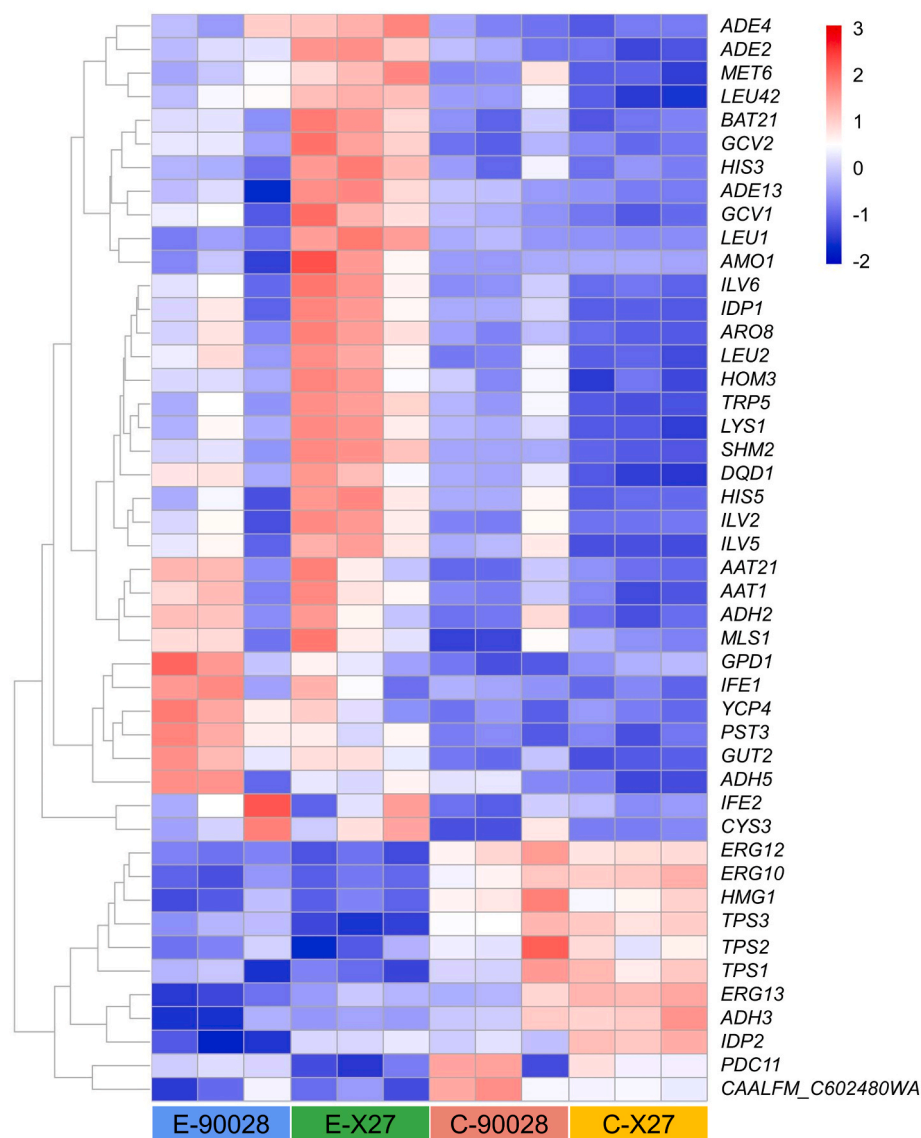 ADE4
3
ADE2
2
MET6
LEU42
1
BAT21
GCV2
0
HIS3
ADE13
-1
GCV1
LEU1
-2
AMO1
ILV6
IDP1
ARO8
LEU2
HOM3
TRP5
LYS1
SHM2
DQD1
HIS5
ILV2
ILV5
AAT21
AAT1
ADH2
MLS1
GPD1
IFE1
YCP4
PST3
GUT2
ADH5
IFE2
CYS3
ERG12
ERG10
HMG1
TPS3
TPS2
TPS1
ERG13
ADH3
IDP2
PDC11
CAALFM_C602480WA
E-90028 E-X27 C-90028 C-X27